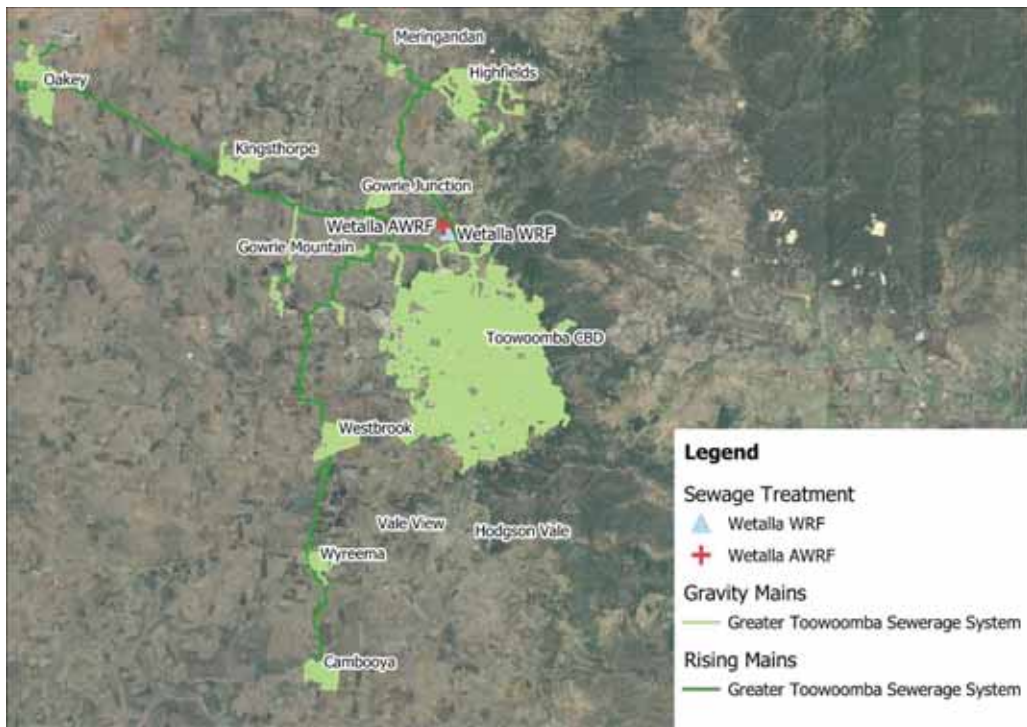 Meringandan
Highfields
Oakey
Kingsthorpe
Gowrie Junction
Wetalla AWRF
Wetalla WRF
Gowrie Mountain
Toowoomba CBD
Westbrook
Vale View
Hodgson Vale
Wyreema
Cambooya
Legend
Sewage Treatment
Wetalla WRF
Wetalla AWRF
Gravity Mains
Greater Toowoomba Sewerage System
Rising Mains
Greater Toowoomba Sewerage System